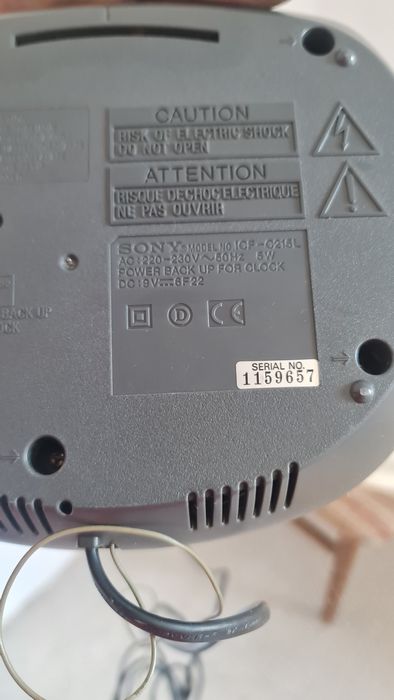 CAUTION
RISK OF ELECTRIC SHOCK
DO NOT OPEN
ATTENTION
RISQUE DECHOC ELECTRIQUE
NE PAS OUVRIR
SONY MODEL NO. ICF-C215L
AC:220-230V~50HZ 5W
POWER BACK UP FOR CLOCK
DC:9V⎓6F22
D CE
BACK UP
OCK
SERIAL NO.
1159657